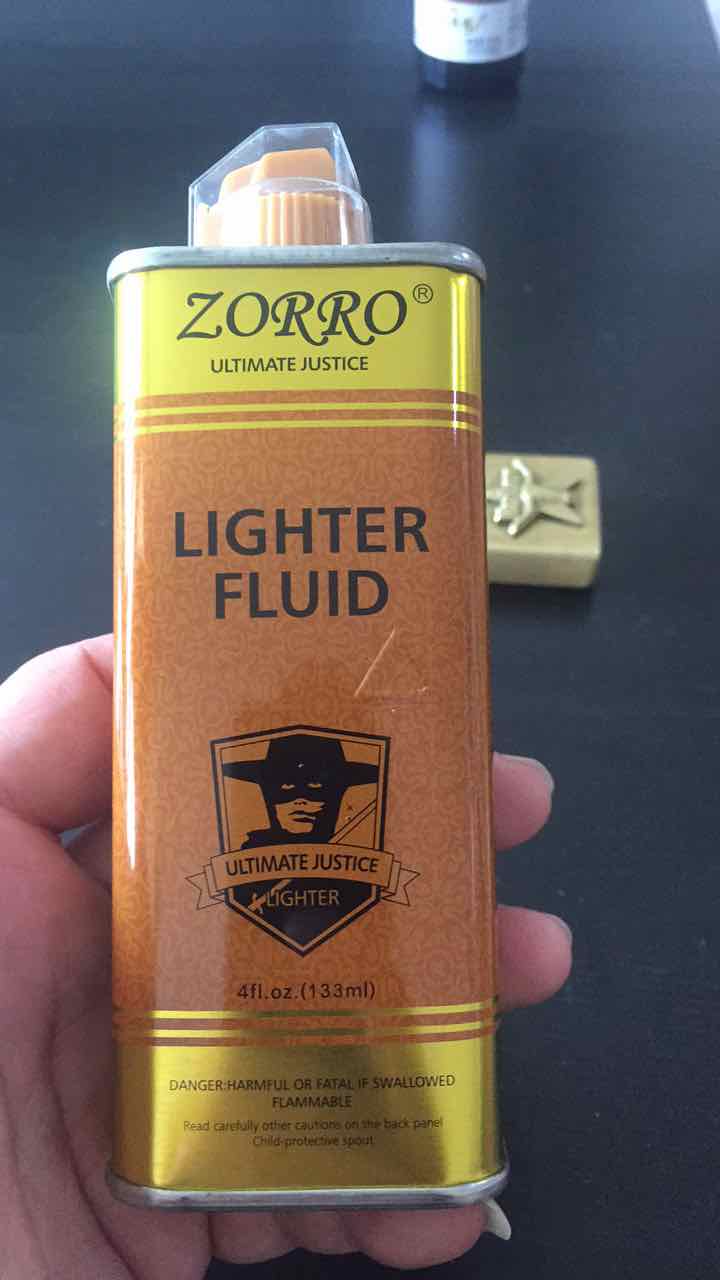 ZORRO®
ULTIMATE JUSTICE
LIGHTER
FLUID
ULTIMATE JUSTICE
LIGHTER
4fl.oz.(133ml)
DANGER:HARMFUL OR FATAL IF SWALLOWED
FLAMMABLE
Read carefully other cautions on the back panel
Child-protective spout